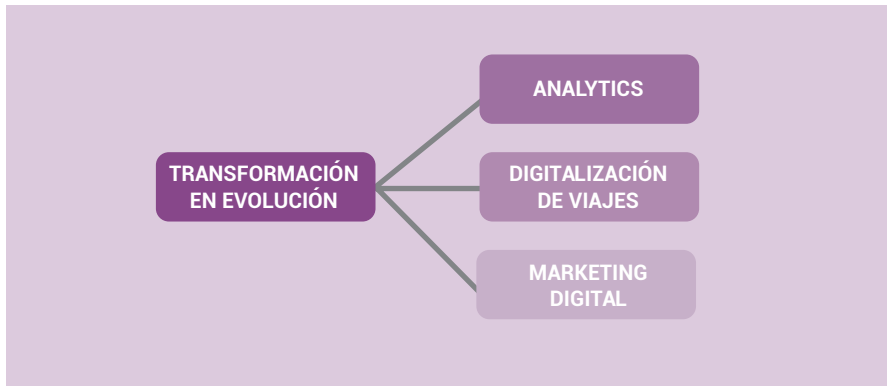 TRANSFORMACIÓN
EN EVOLUCIÓN
ANALYTICS
DIGITALIZACIÓN
DE VIAJES
MARKETING
DIGITAL